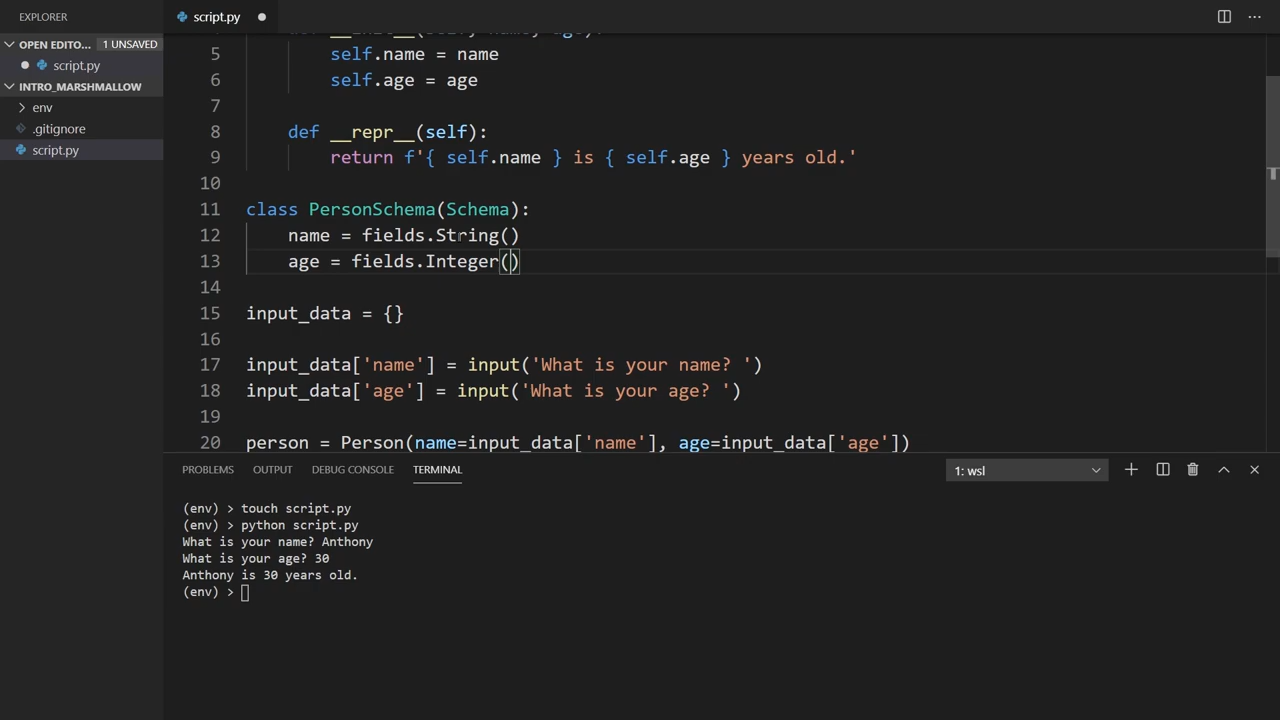 EXPLORER
script.py
OPEN EDITO... 1 UNSAVED
script.py
INTRO_MARSHMALLOW
env
.gitignore
script.py
5 self.name = name
6 self.age = age
7
8 def __repr__(self):
9 return f'{ self.name } is { self.age } years old.'
10
11 class PersonSchema(Schema):
12 name = fields.String()
13 age = fields.Integer()
14
15 input_data = {}
16
17 input_data['name'] = input('What is your name? ')
18 input_data['age'] = input('What is your age? ')
19
20 person = Person(name=input_data['name'], age=input_data['age'])
PROBLEMS OUTPUT DEBUG CONSOLE TERMINAL 1: wsl
(env) > touch script.py
(env) > python script.py
What is your name? Anthony
What is your age? 30
Anthony is 30 years old.
(env) >